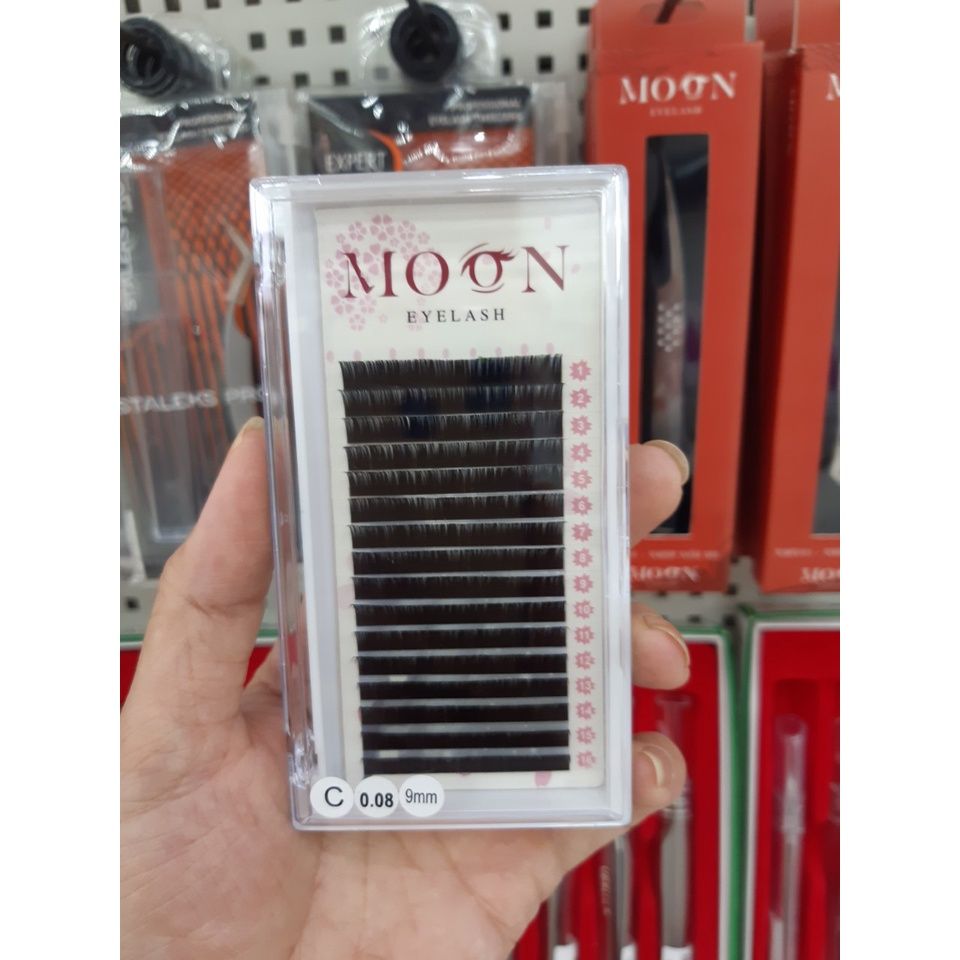 MOON
EYELASH
EXPERT
MOON
EYELASH
STALEKS PRO
1
2
3
4
5
6
7
8
9
10
11
12
13
14
15
16
C 0.08 9mm
MOON